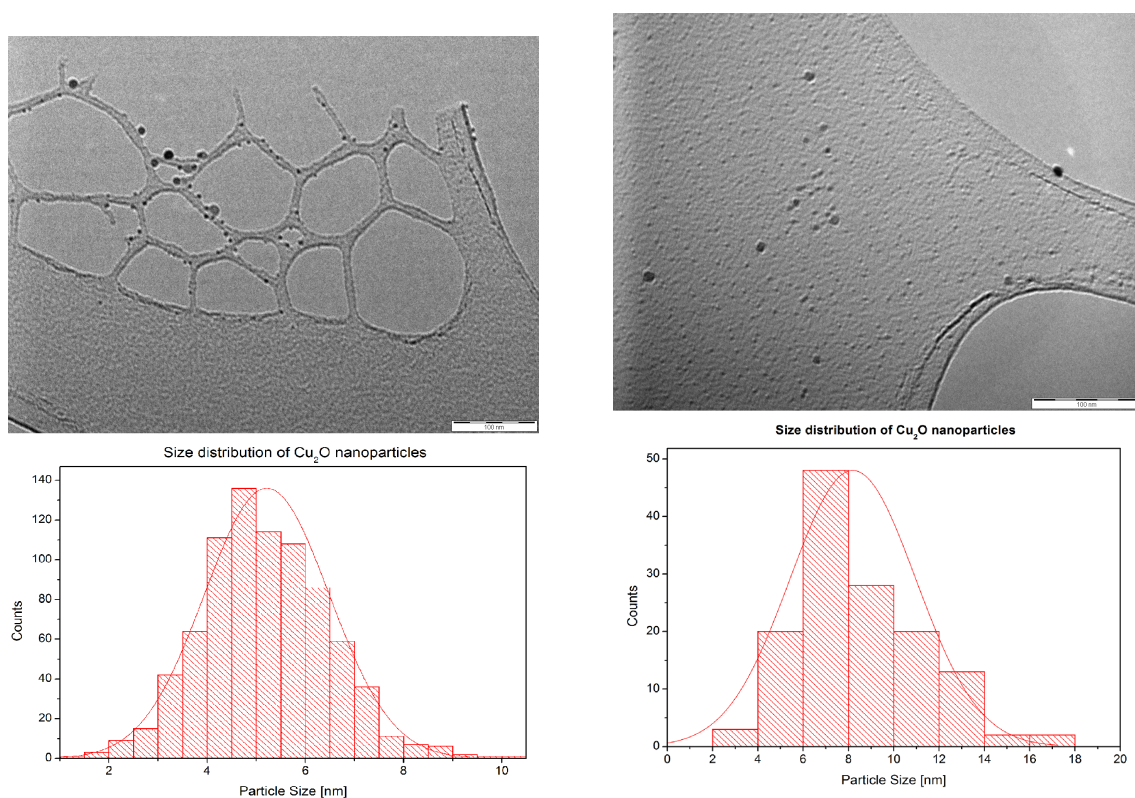 100 nm
100 nm
Size distribution of Cu₂O nanoparticles
140
120
100
80
60
40
20
0
Counts
2 4 6 8 10
Particle Size [nm]
Size distribution of Cu₂O nanoparticles
50
40
30
20
10
0
Counts
0 2 4 6 8 10 12 14 16 18 20
Particle Size [nm]